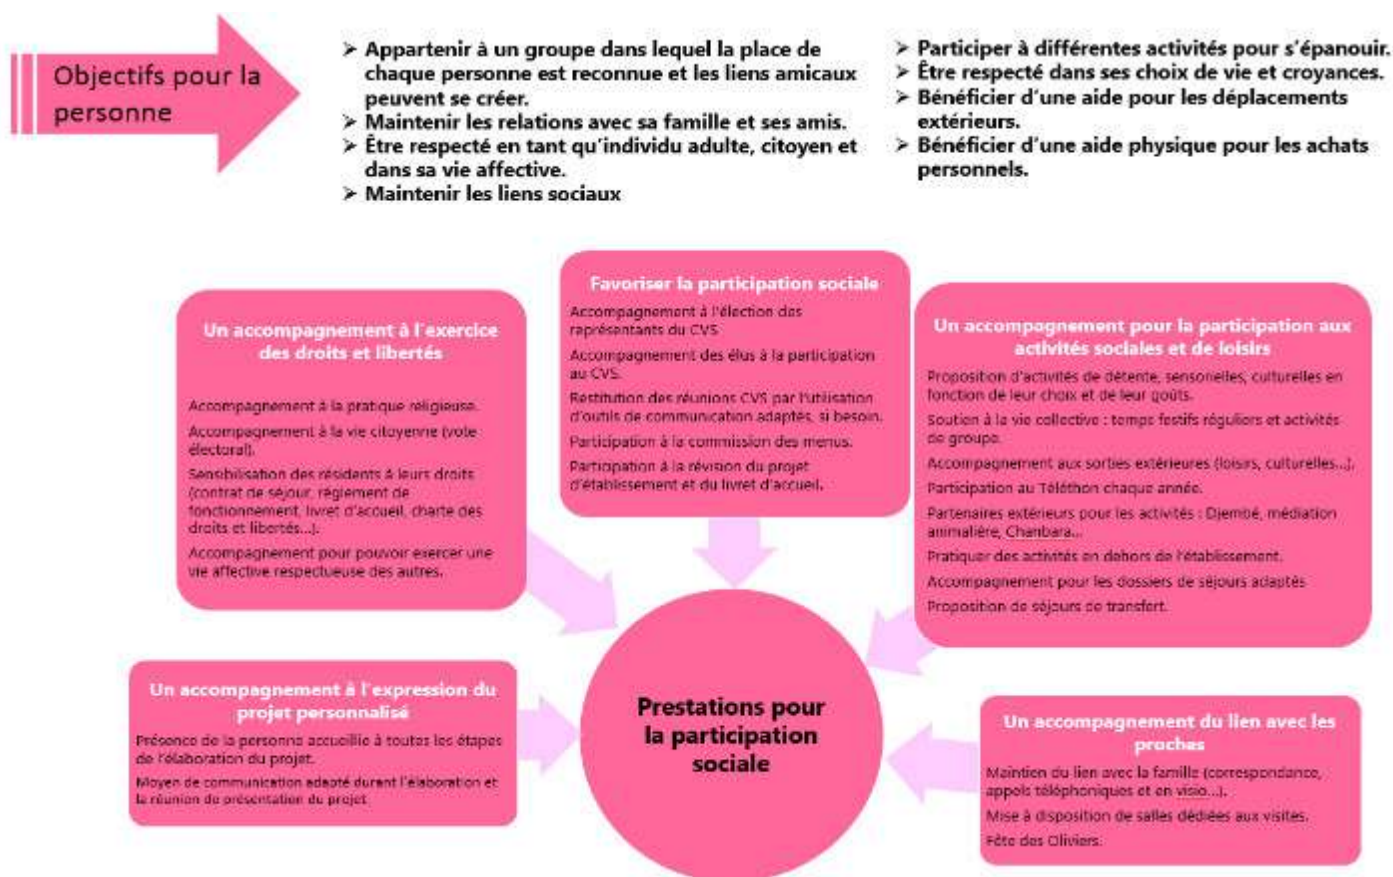 Objectifs pour la
personne
➢ Appartenir à un groupe dans lequel la place de
chaque personne est reconnue et les liens amicaux
peuvent se créer.
➢ Maintenir les relations avec sa famille et ses amis.
➢ Être respecté en tant qu'individu adulte, citoyen et
dans sa vie affective.
➢ Maintenir les liens sociaux
➢ Participer à différentes activités pour s'épanouir.
➢ Être respecté dans ses choix de vie et croyances.
➢ Bénéficier d'une aide pour les déplacements
extérieurs.
➢ Bénéficier d'une aide physique pour les achats
personnels.
Un accompagnement à l'exercice
des droits et libertés
Accompagnement à la pratique religieuse.
Accompagnement à la vie citoyenne (vote
électoral).
Sensibilisation des résidents à leurs droits
(contrat de séjour, règlement de
fonctionnement, livret d'accueil, charte des
droits et libertés...).
Accompagnement pour pouvoir exercer une
vie affective respectueuse des autres.
Favoriser la participation sociale
Accompagnement à l'élection des
représentants du CVS
Accompagnement des élus à la participation
au CVS.
Restitution des réunions CVS par l'utilisation
d'outils de communication adaptés, si besoin.
Participation à la commission des menus.
Participation à la révision du projet
d'établissement et du livret d'accueil.
Un accompagnement pour la participation aux
activités sociales et de loisirs
Proposition d'activités de détente, sensorielles, culturelles en
fonction de leur choix et de leur goûts.
Soutien à la vie collective : temps festifs réguliers et activités
de groupe.
Accompagnement aux sorties extérieures (loisirs, culturelles...).
Participation au Téléthon chaque année.
Partenaires extérieurs pour les activités : Djembé, médiation
animalière, Chanbara...
Pratiquer des activités en dehors de l'établissement.
Accompagnement pour les dossiers de séjours adaptés
Proposition de séjours de transfert.
Un accompagnement à l'expression du
projet personnalisé
Présence de la personne accueillie à toutes les étapes
de l'élaboration du projet.
Moyen de communication adapté durant l'élaboration et
la réunion de présentation du projet
Prestations pour
la participation
sociale
Un accompagnement du lien avec les
proches
Maintien du lien avec la famille (correspondance,
appels téléphoniques et en visio...).
Mise à disposition de salles dédiées aux visites.
Fête des Oliviers.